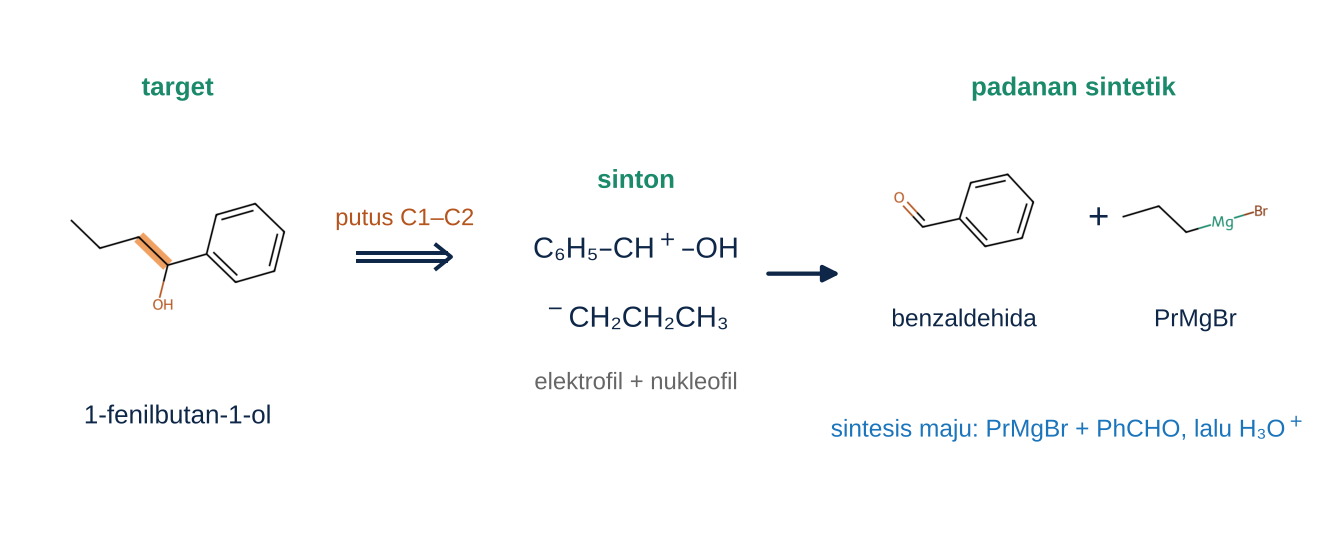 target
padanan sintetik
sinton
putus C1–C2
C₆H₅–CH⁺–OH
⁻CH₂CH₂CH₃
elektrofil + nukleofil
OH
1-fenilbutan-1-ol
O
+
Mg
Br
benzaldehida
PrMgBr
sintesis maju: PrMgBr + PhCHO, lalu H₃O⁺